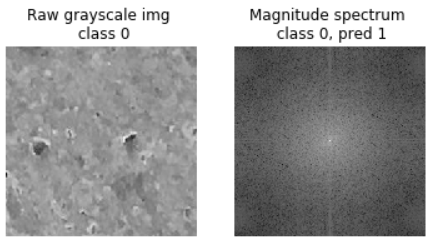 Raw grayscale img
class 0
Magnitude spectrum
class 0, pred 1